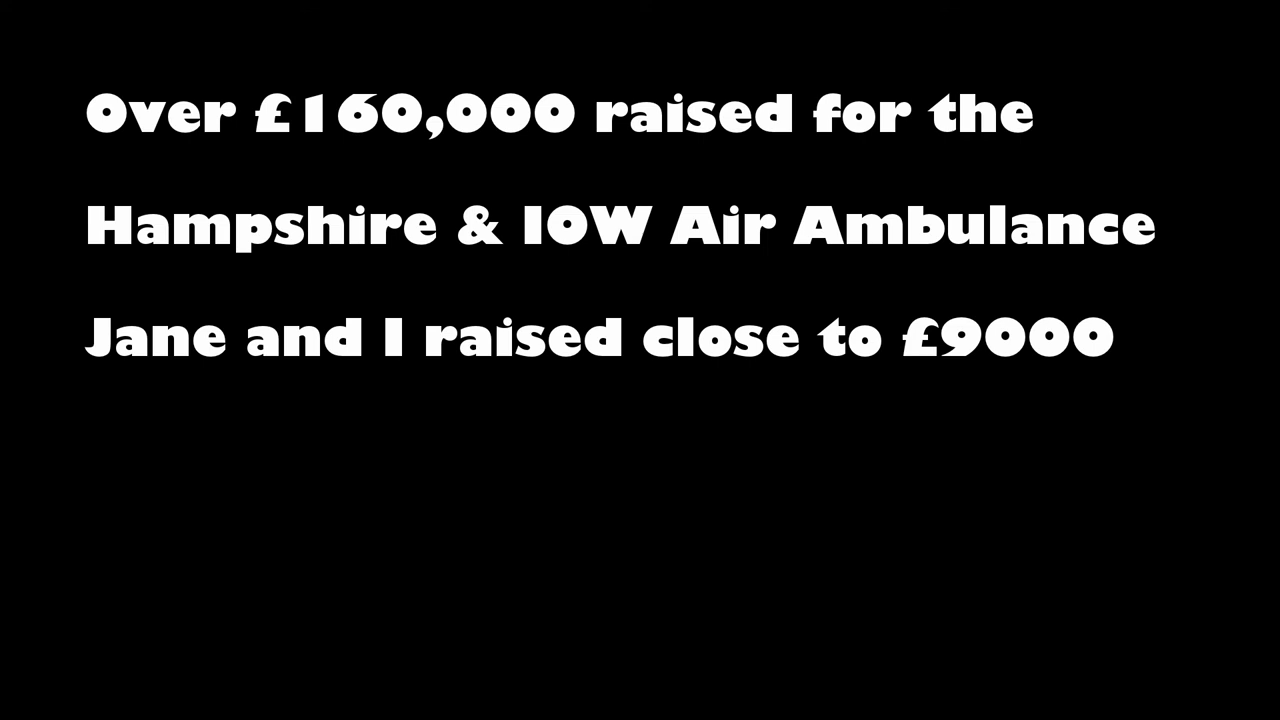 Over £160,000 raised for the
Hampshire & IOW Air Ambulance
Jane and I raised close to £9000